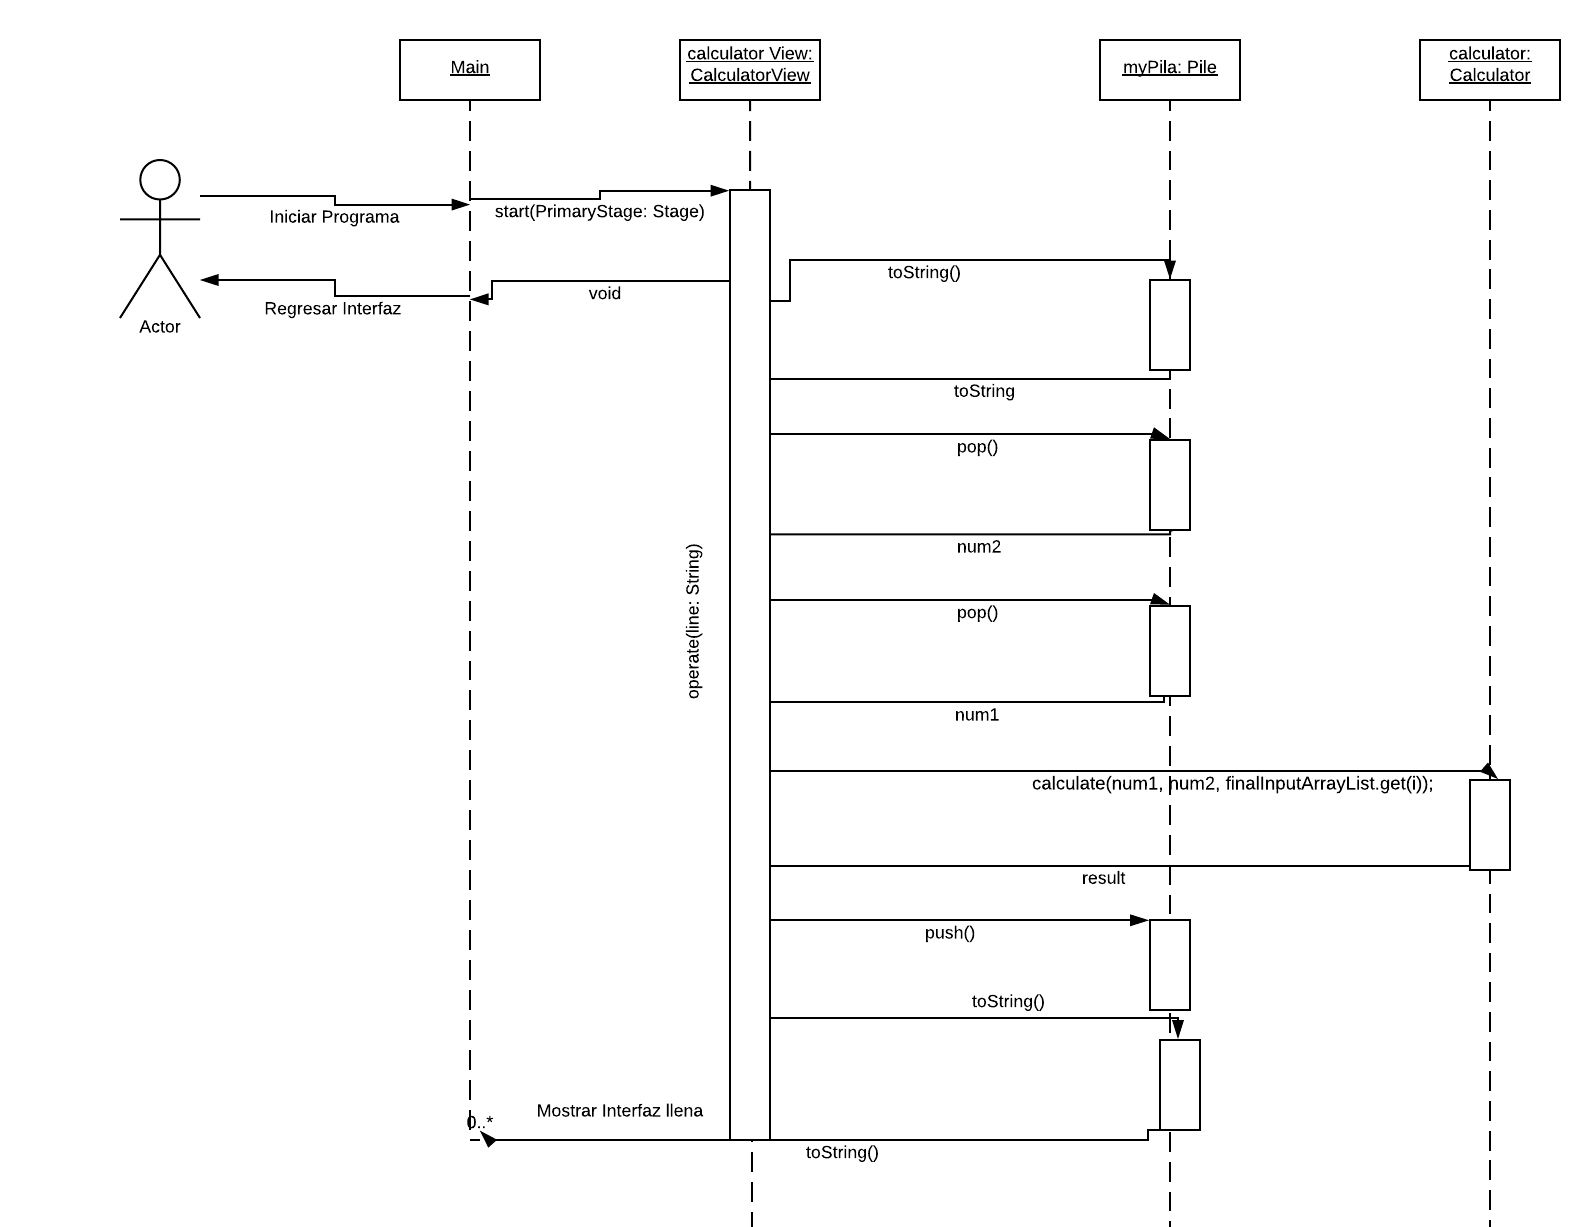 Main
calculator View:
CalculatorView
myPila: Pile
calculator:
Calculator
Iniciar Programa
start(PrimaryStage: Stage)
toString()
void
Regresar Interfaz
Actor
toString
pop()
num2
operate(line: String)
pop()
num1
calculate(num1, num2, finalInputArrayList.get(i));
result
push()
toString()
Mostrar Interfaz llena
0..*
toString()